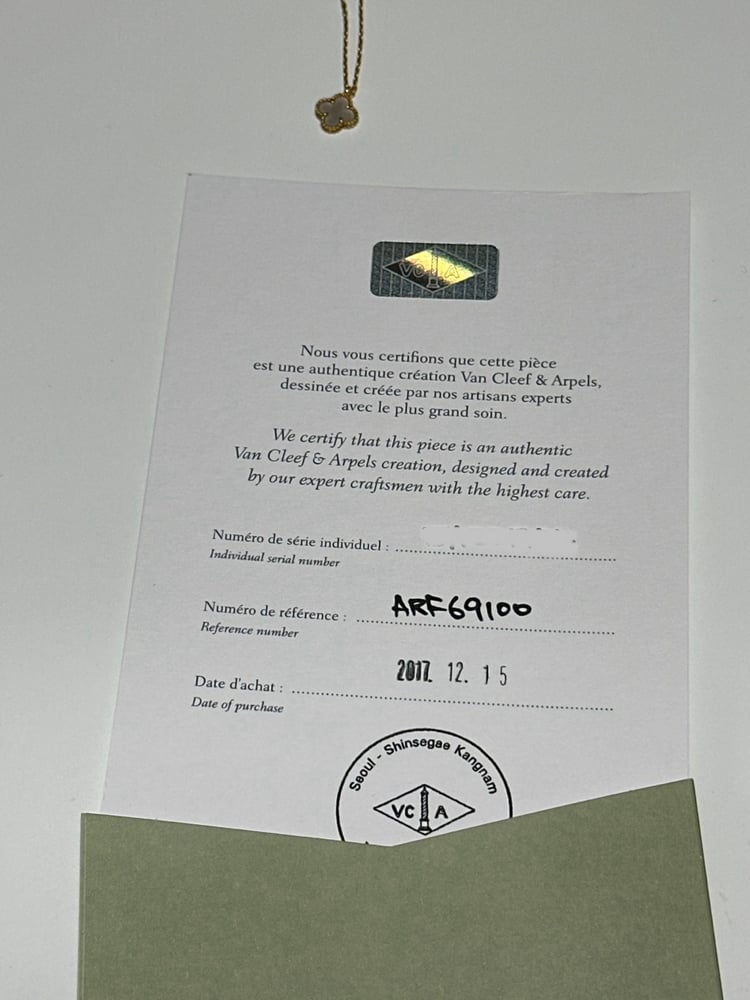 VC A
Nous vous certifions que cette pièce
est une authentique création Van Cleef & Arpels,
dessinée et créée par nos artisans experts
avec le plus grand soin.
We certify that this piece is an authentic
Van Cleef & Arpels creation, designed and created
by our expert craftsmen with the highest care.
Numéro de série individuel :
Individual serial number
Numéro de référence : ARF69100
Reference number
Date d'achat : 2017. 12. 15
Date of purchase
Seoul - Shinsegae Kangnam
VC A